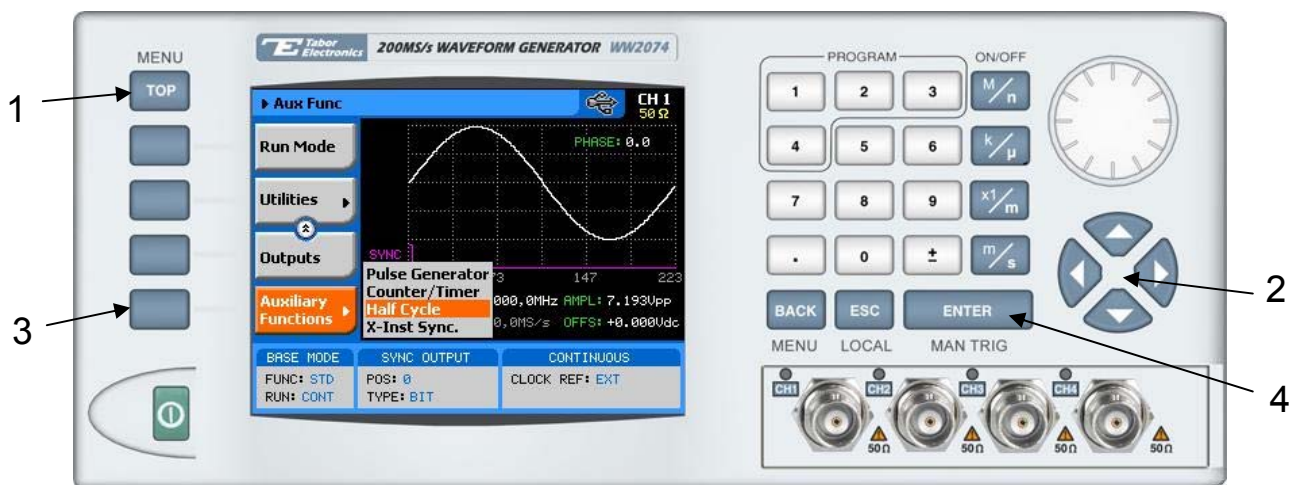 MENU
TOP
1
3
Tabor Electronics
200MS/s WAVEFORM GENERATOR WW2074
Aux Func
CH 1
50 Ω
Run Mode
Utilities
Outputs
Auxiliary
Functions
PHASE: 0.0
SYNC
3 147 223
Pulse Generator
Counter/Timer
Half Cycle
X-Inst Sync.
000,0MHz AMPL: 7.193Vpp
0,0MS/s OFFS: +0.000Vdc
BASE MODE
FUNC: STD
RUN: CONT
SYNC OUTPUT
POS: 0
TYPE: BIT
CONTINUOUS
CLOCK REF: EXT
PROGRAM
ON/OFF
1 2 3 M/n
4 5 6 k/μ
7 8 9 x1/m
. 0 ± m/s
BACK ESC ENTER
MENU LOCAL MAN TRIG
2
4
CH1 CH2 CH3 CH4
50Ω 50Ω 50Ω 50Ω